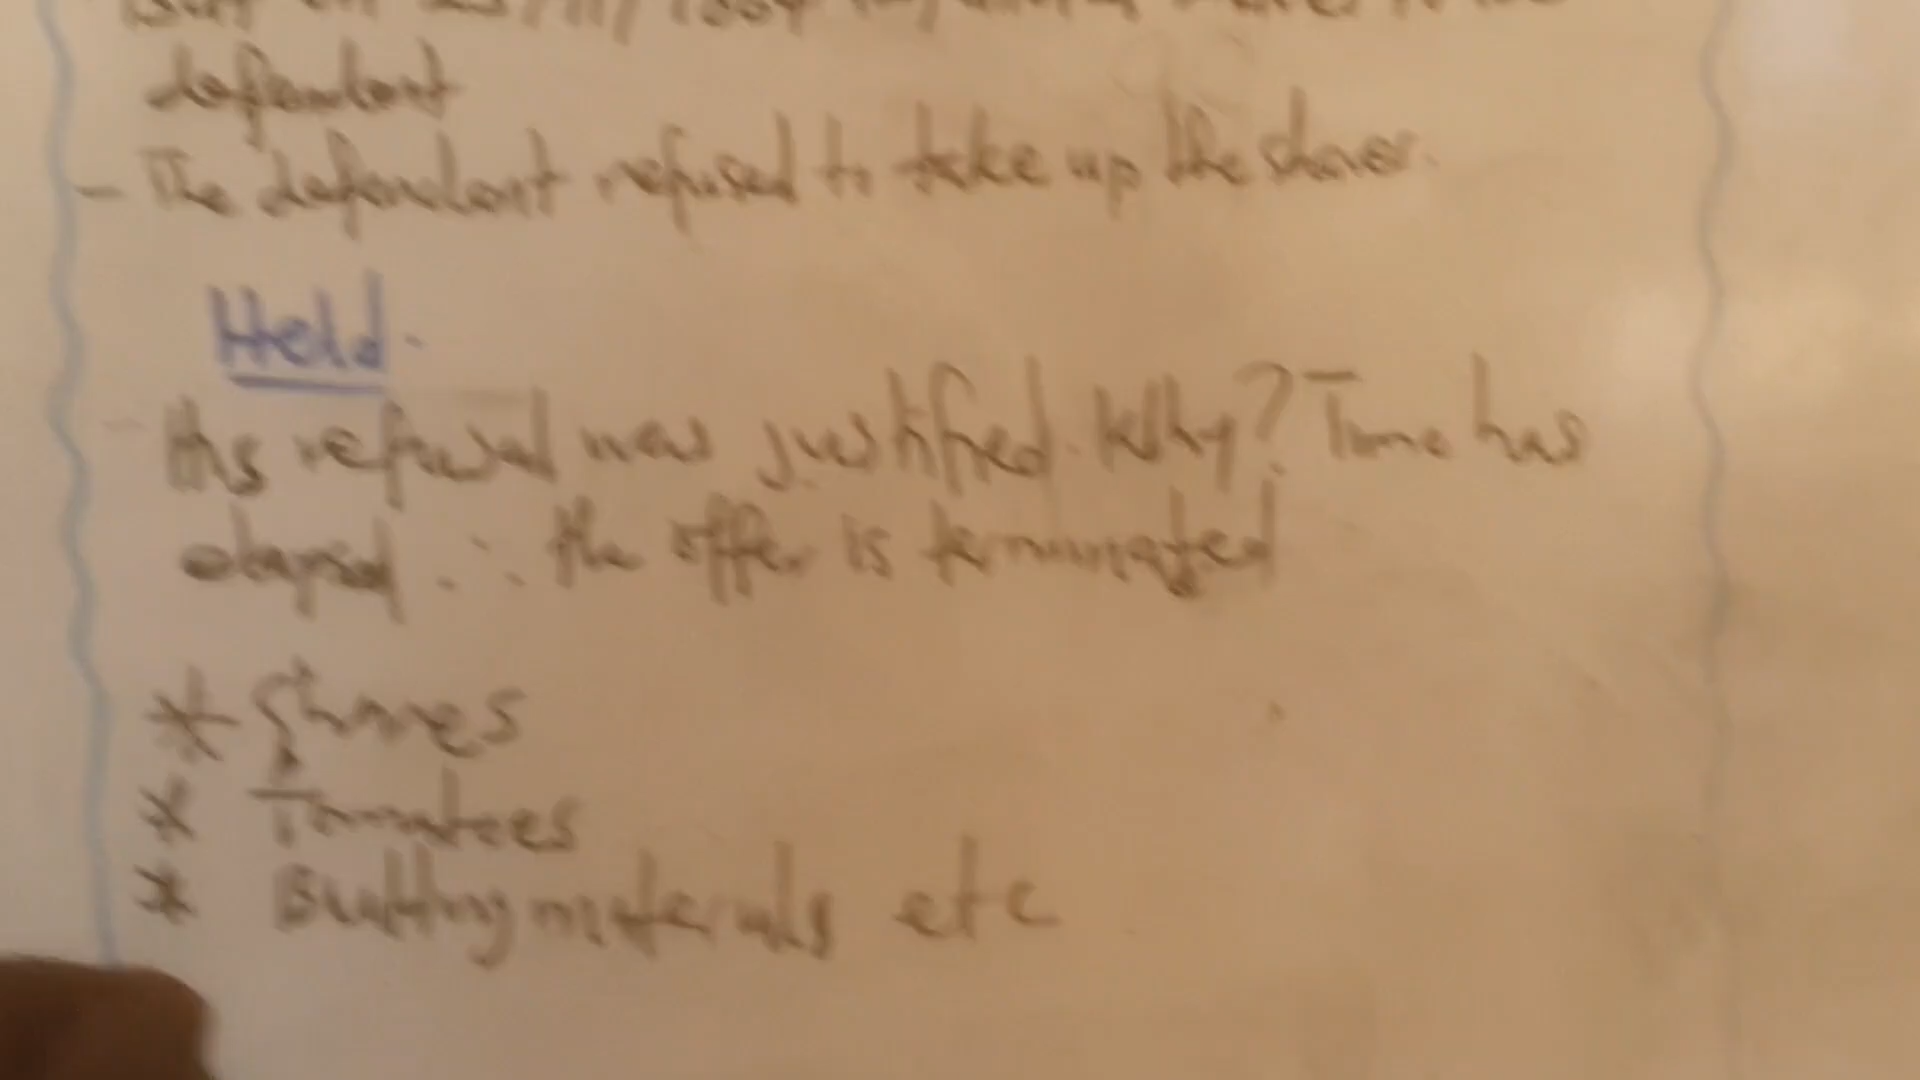 defendant
- The defendant refused to take up the shares.
Held.
- His refusal was justified. Why? Time has
elapsed. ∴ the offer is terminated
* Shares
* Tomatoes
* Building materials etc